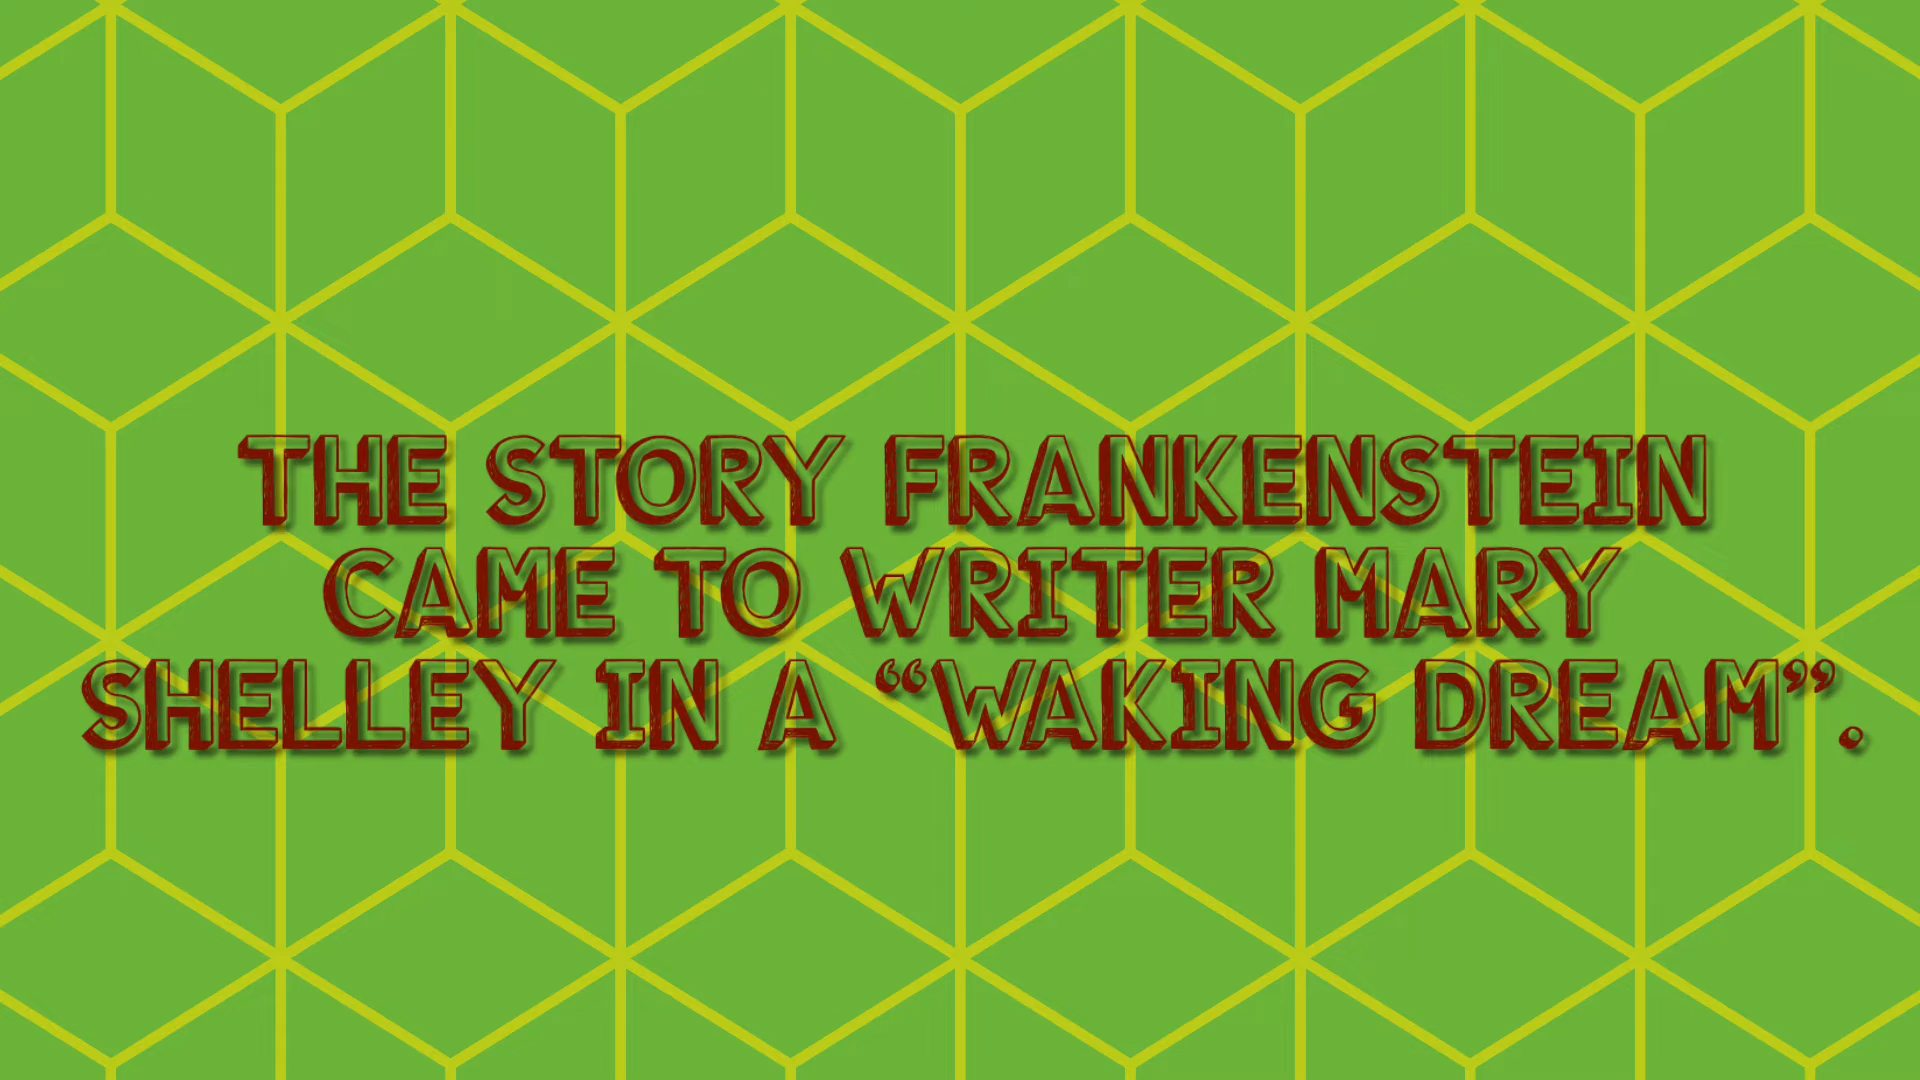 THE STORY FRANKENSTEIN
CAME TO WRITER MARY
SHELLEY IN A “WAKING DREAM”.